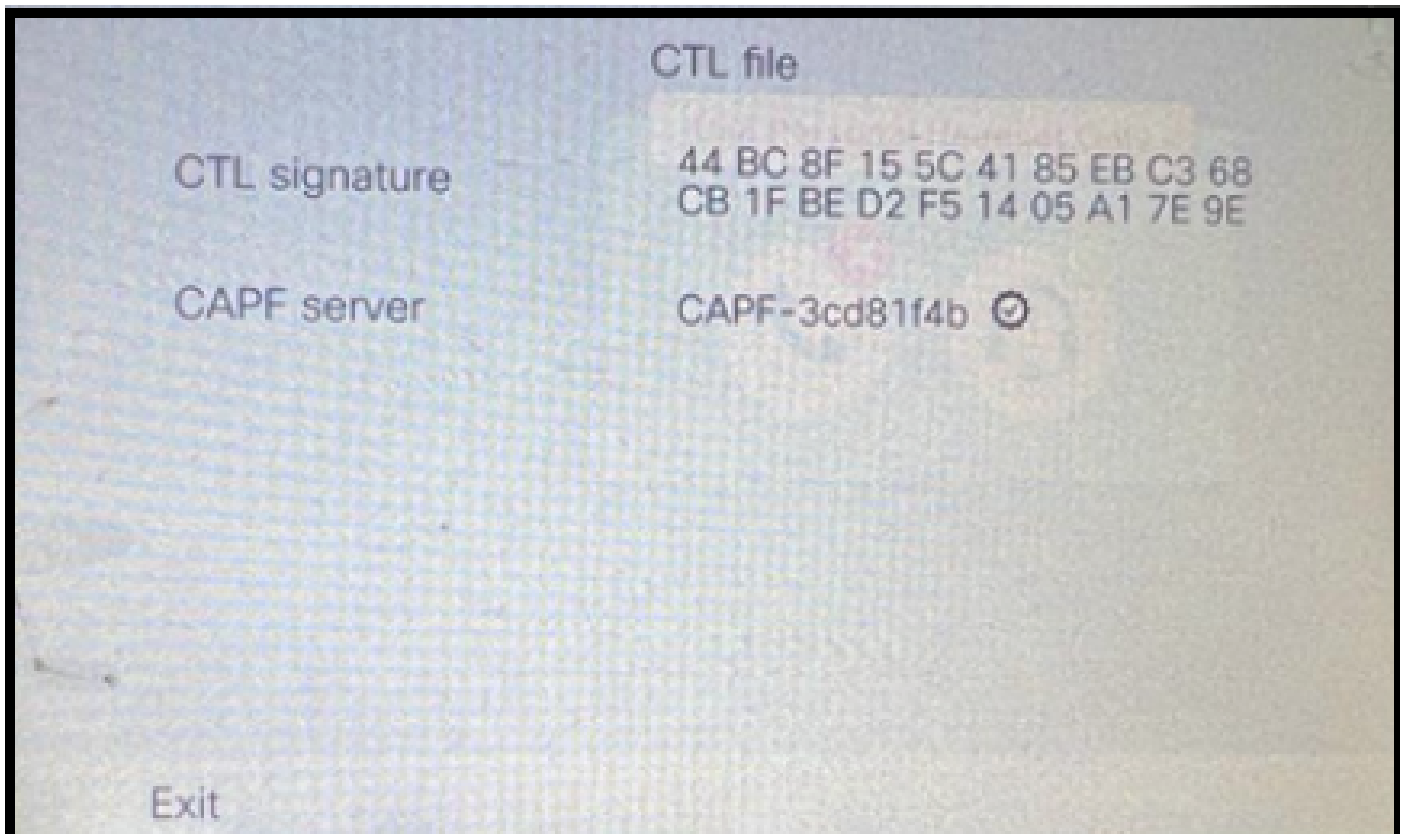 CTL file
CTL signature
44 BC 8F 15 5C 41 85 EB C3 68
CB 1F BE D2 F5 14 05 A1 7E 9E
CAPF server
CAPF-3cd81f4b
Exit